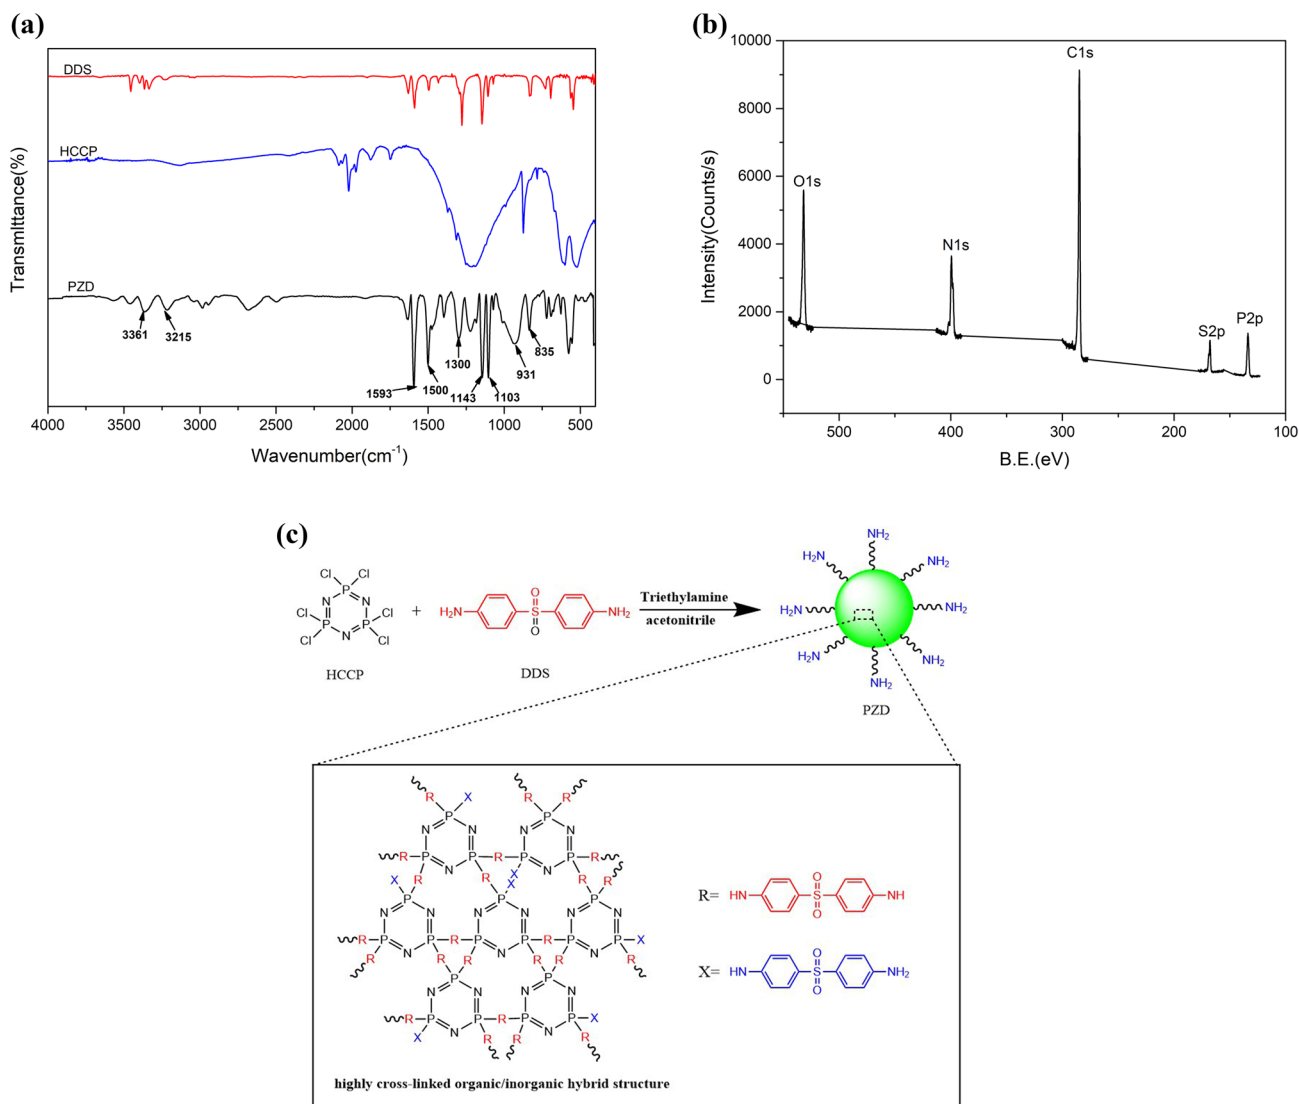 (a)
DDS
HCCP
PZD
3361
3215
1593
1500
1300
1143
1103
931
835
Transmittance(%)
4000
3500
3000
2500
2000
1500
1000
500
Wavenumber(cm-1)
(b)
10000
8000
6000
4000
2000
0
Intensity(Counts/s)
O1s
N1s
C1s
S2p
P2p
500
400
300
200
100
B.E.(eV)
(c)
Cl Cl
P
N N
Cl Cl
P P
Cl N Cl
HCCP
+
H2N
O
S
O
NH2
DDS
Triethylamine
acetonitrile
NH2
H2N NH2
H2N NH2
H2N NH2
NH2
PZD
R X R R
P P
N N N N
R P P R P P R
N X N
R R X R R
X P P P
N N N N N N
R P P R P P R P P X
R N R R N R R N R
P P
N N N N
R P P R P P X
X N R R N R
R= HN O S O NH
X= HN O S O NH2
highly cross-linked organic/inorganic hybrid structure